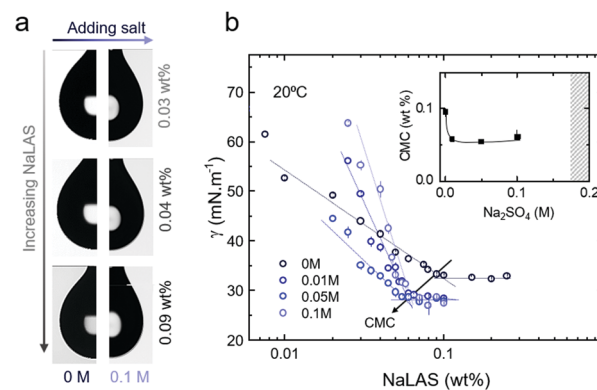 a
Adding salt
Increasing NaLAS
0.03 wt%
0.04 wt%
0.09 wt%
0 M
0.1 M
b
20ºC
γ (mN.m⁻¹)
70
60
50
40
30
20
0.01
0.1
NaLAS (wt%)
0M
0.01M
0.05M
0.1M
CMC
CMC (wt %)
0.1
0.0
0.0
0.1
0.2
Na₂SO₄ (M)